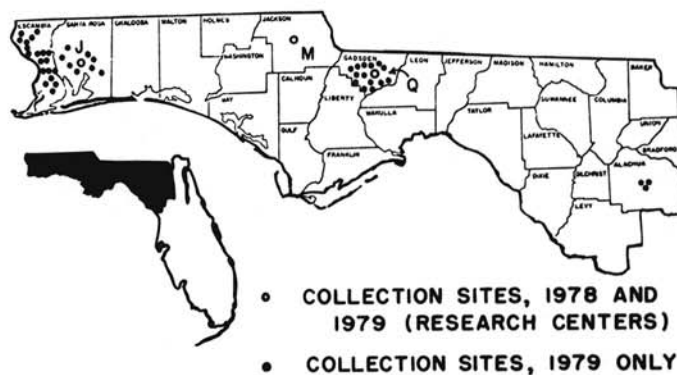 ESCAMBIA
SANTA ROSA
OKALOOSA
WALTON
HOLMES
JACKSON
J
M
WASHINGTON
GADSDEN
LEON
JEFFERSON
MADISON
HAMILTON
BAKER
CALHOUN
Q
BAY
LIBERTY
WAKULLA
TAYLOR
SUWANNEE
COLUMBIA
GULF
FRANKLIN
LAFAYETTE
UNION
BRADFORD
ALACHUA
DIXIE
GILCHRIST
LEVY
COLLECTION SITES, 1978 AND
1979 (RESEARCH CENTERS)
COLLECTION SITES, 1979 ONLY